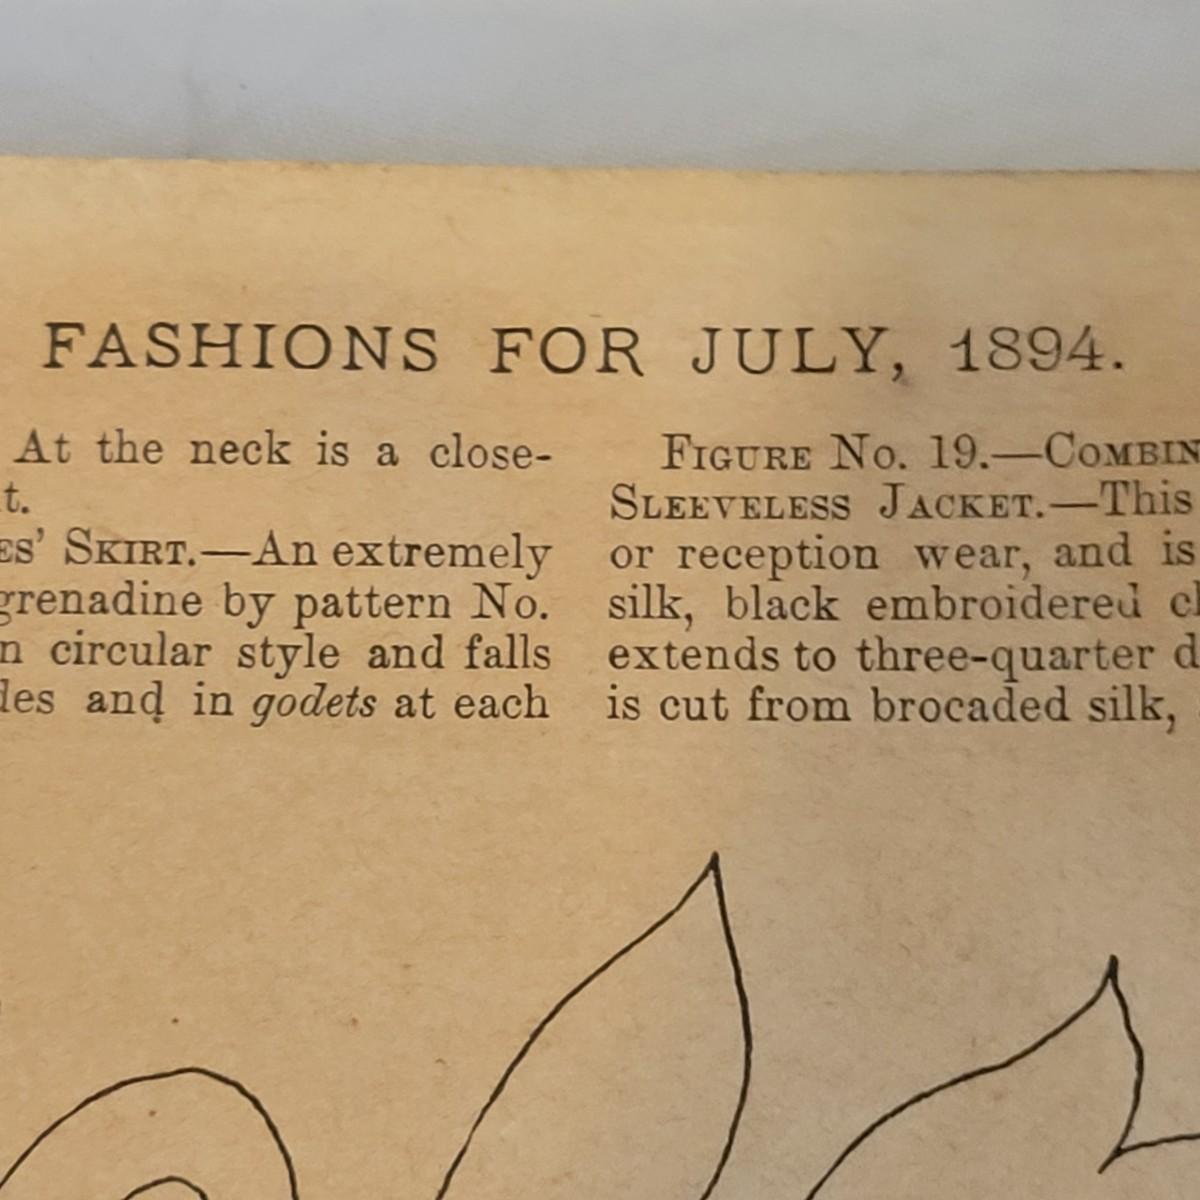 FASHIONS FOR JULY, 1894.
At the neck is a close-
t.
ES' SKIRT.—An extremely
grenadine by pattern No.
n circular style and falls
des and in godets at each
FIGURE No. 19.—COMBIN
SLEEVELESS JACKET.—This
or reception wear, and is
silk, black embroidered
extends to three-quarter
is cut from brocaded silk,